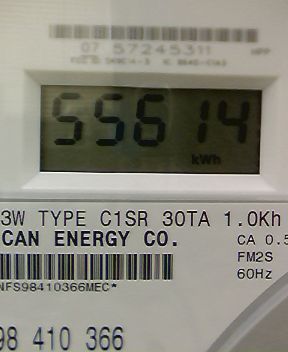 07 57245311
55614
kWh
3W TYPE C1SR 30TA 1.0Kh
CAN ENERGY CO.
CA 0.5
FM2S
60Hz
NFS98410366MEC*
98 410 366